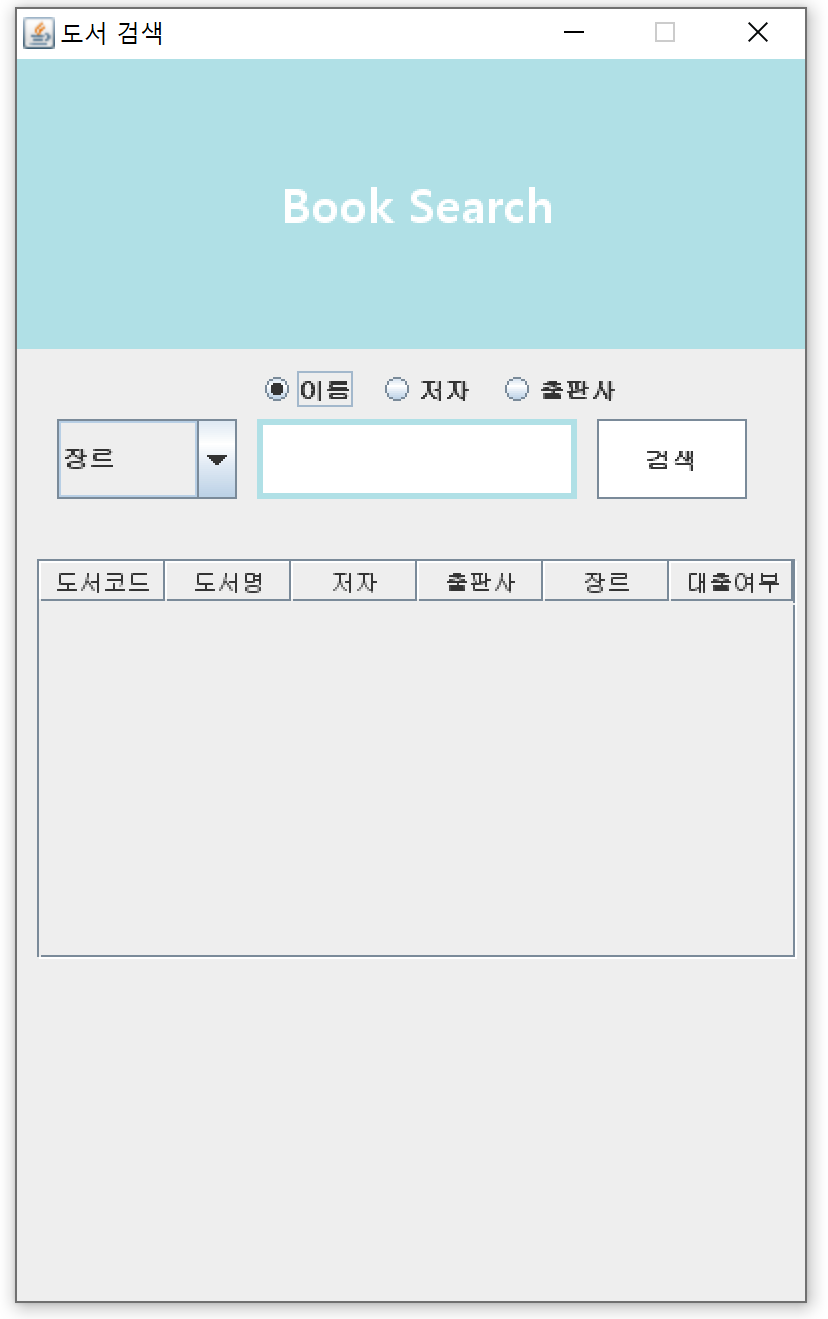 도서 검색
Book Search
이름 저자 출판사
장르 검색
도서코드 도서명 저자 출판사 장르 대출여부